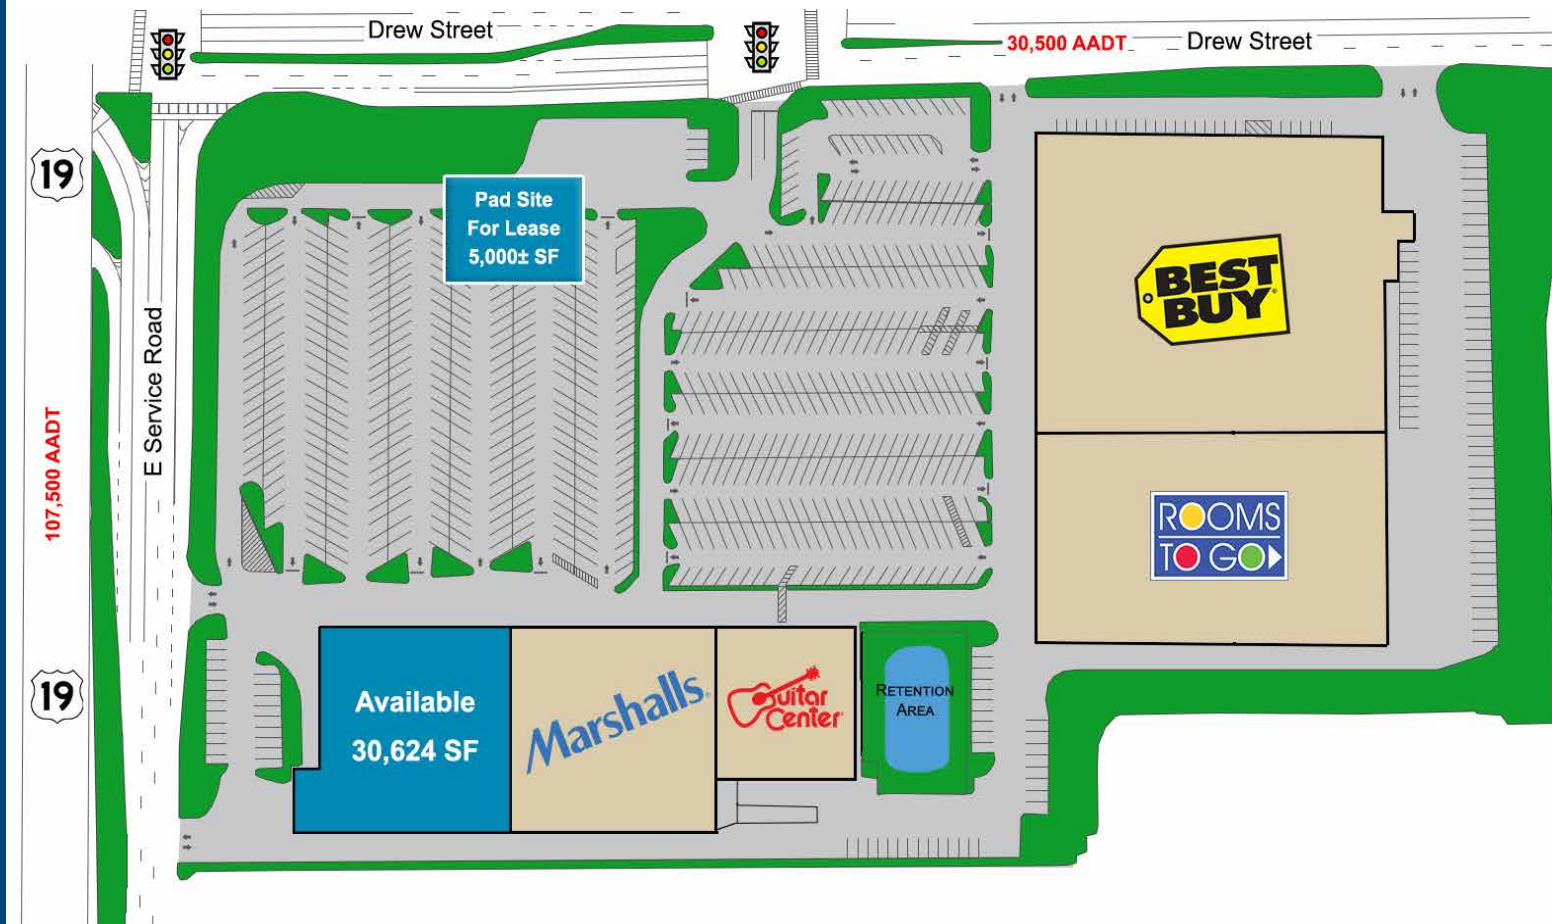 Drew Street
30,500 AADT
Drew Street
19
Pad Site
For Lease
5,000± SF
BEST
BUY
E Service Road
107,500 AADT
ROOMS
TO GO
19
Available
30,624 SF
Marshalls
Guitar
Center
RETENTION
AREA